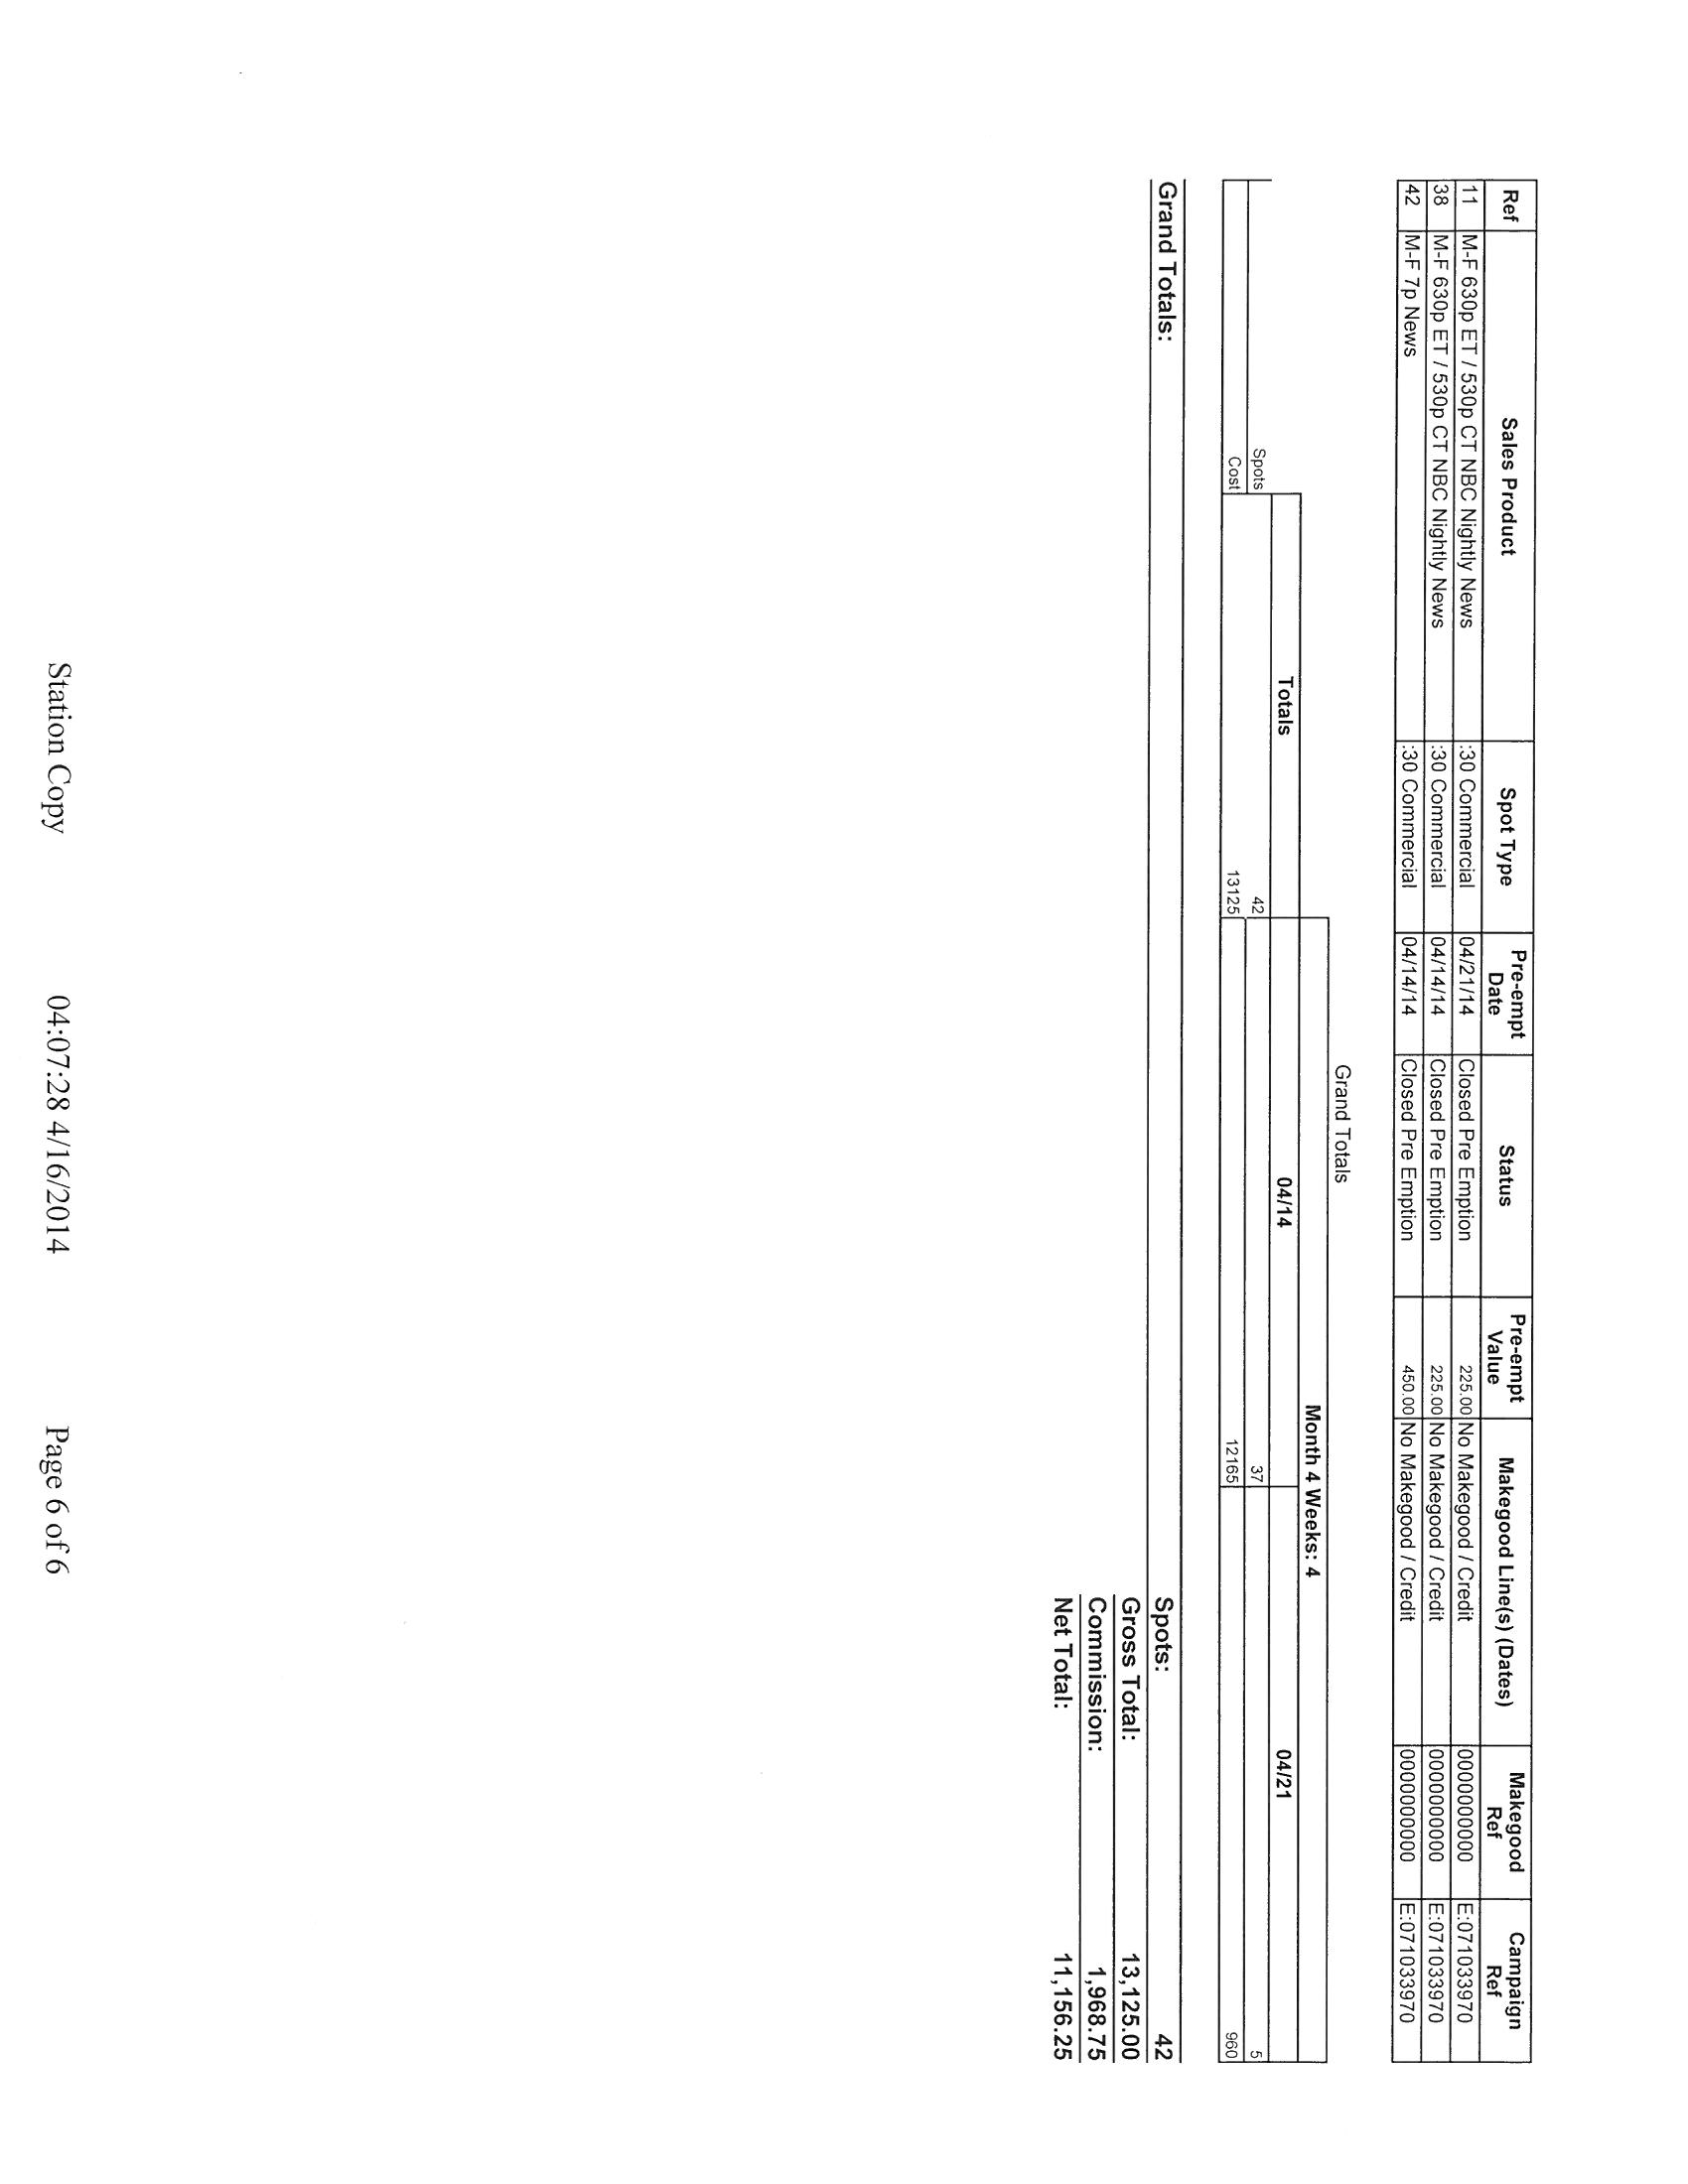 Ref Sales Product Spot Type Pre-empt Date Status Pre-empt Value Makegood Line(s) (Dates) Makegood Ref Campaign Ref
11 M-F 630p ET / 530p CT NBC Nightly News :30 Commercial 04/21/14 Closed Pre Emption 225.00 No Makegood / Credit 0000000000 E:071033970
38 M-F 630p ET / 530p CT NBC Nightly News :30 Commercial 04/14/14 Closed Pre Emption 225.00 No Makegood / Credit 0000000000 E:071033970
42 M-F 7p News :30 Commercial 04/14/14 Closed Pre Emption 450.00 No Makegood / Credit 0000000000 E:071033970
Grand Totals
Month 4 Weeks: 4
Totals 04/14 04/21
Spots 42 37 5
Cost 13125 12165 960
Grand Totals: Spots: 42
Gross Total: 13,125.00
Commission: 1,968.75
Net Total: 11,156.25
Station Copy 04:07:28 4/16/2014 Page 6 of 6